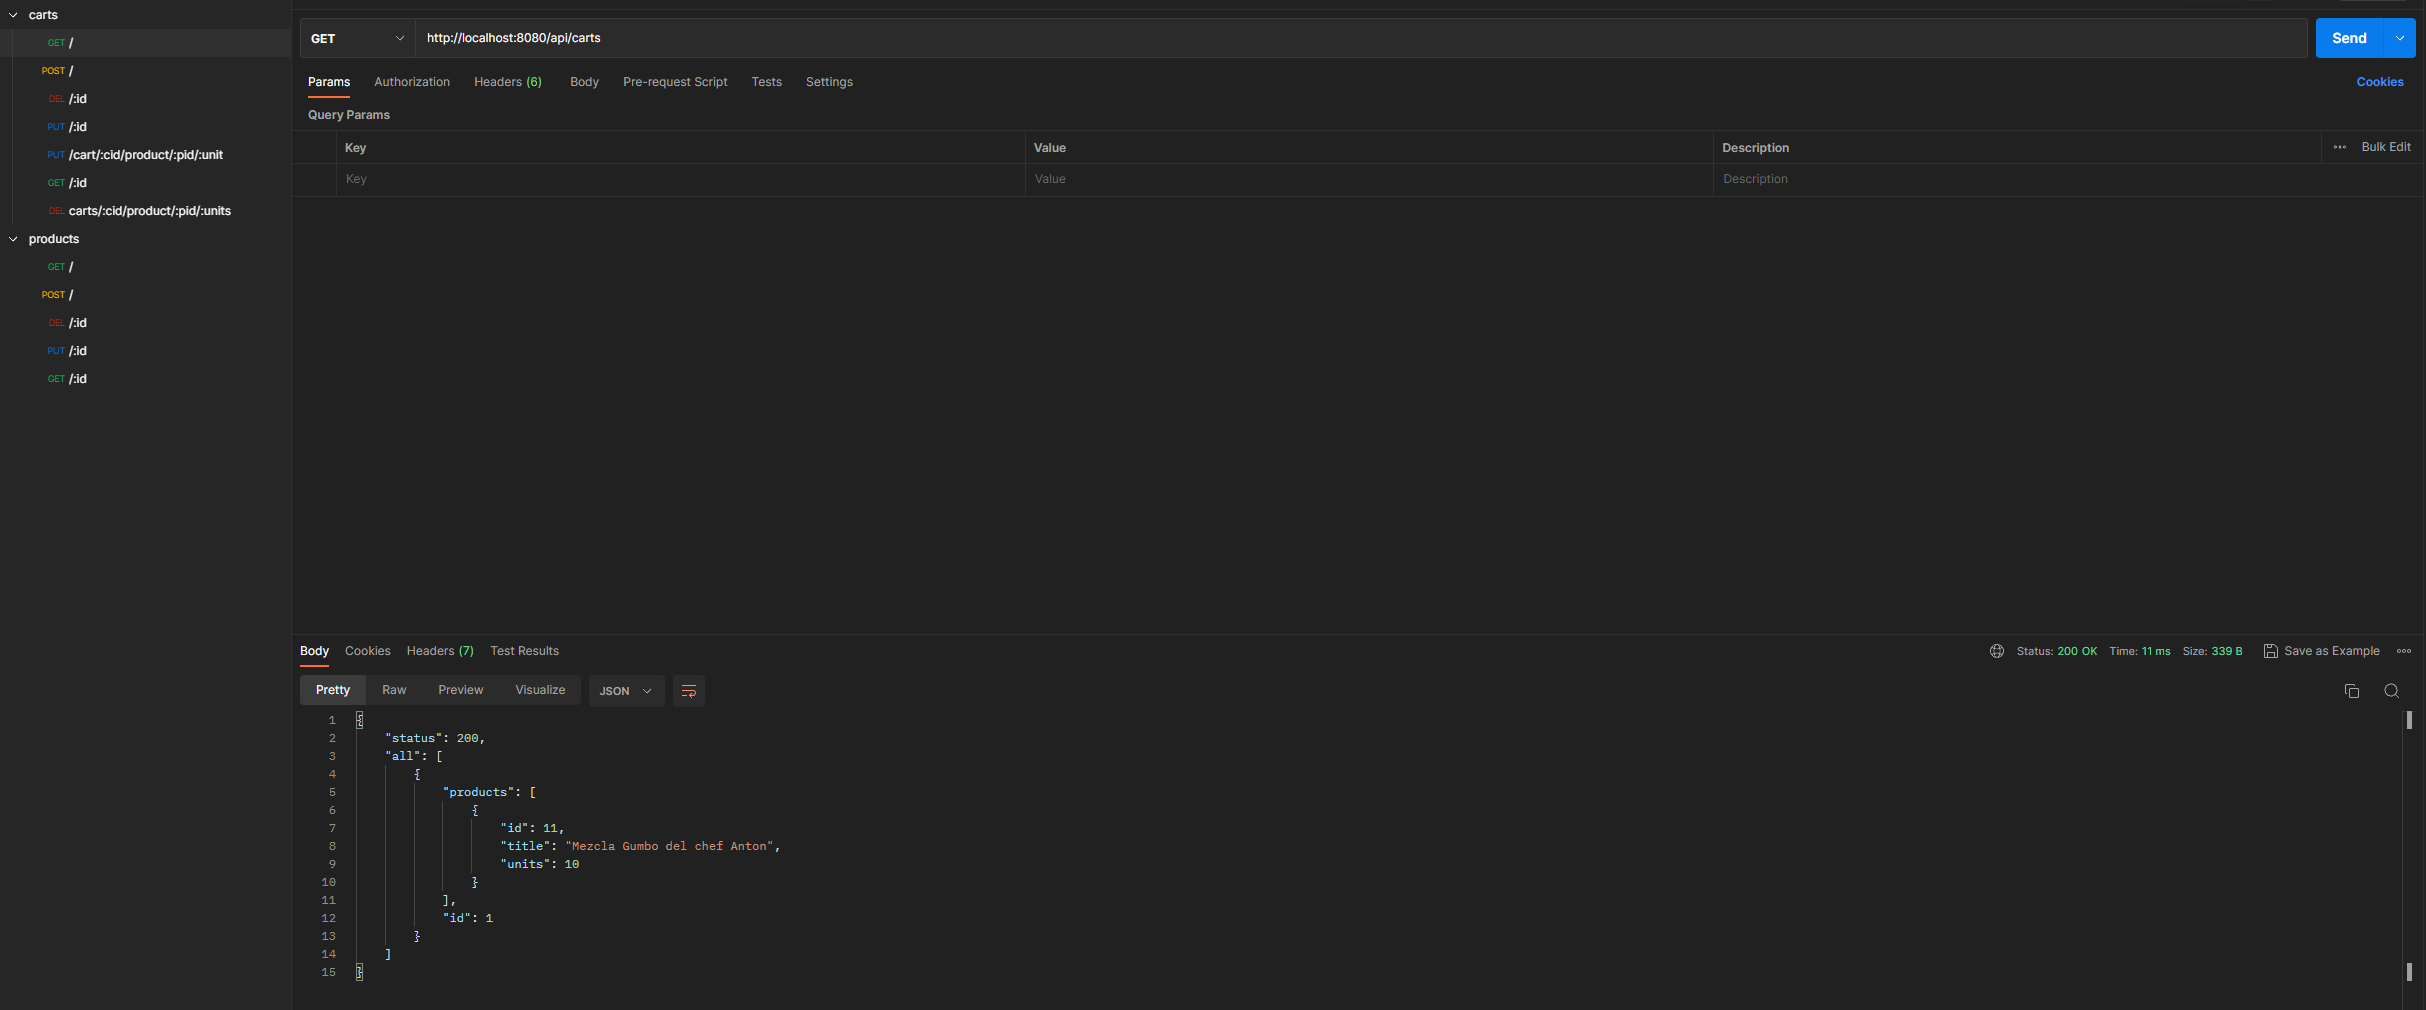 carts
GET /
POST /
DEL /:id
PUT /:id
PUT /cart/:cid/product/:pid/:unit
GET /:id
DEL carts/:cid/product/:pid/:units
products
GET /
POST /
DEL /:id
PUT /:id
GET /:id
GET http://localhost:8080/api/carts Send
Params Authorization Headers (6) Body Pre-request Script Tests Settings Cookies
Query Params
Key Value Description Bulk Edit
Key Value Description
Body Cookies Headers (7) Test Results Status: 200 OK Time: 11 ms Size: 339 B Save as Example
Pretty Raw Preview Visualize JSON
1 {
2 "status": 200,
3 "all": [
4 {
5 "products": [
6 {
7 "id": 11,
8 "title": "Mezcla Gumbo del chef Anton",
9 "units": 10
10 }
11 ],
12 "id": 1
13 }
14 ]
15 }